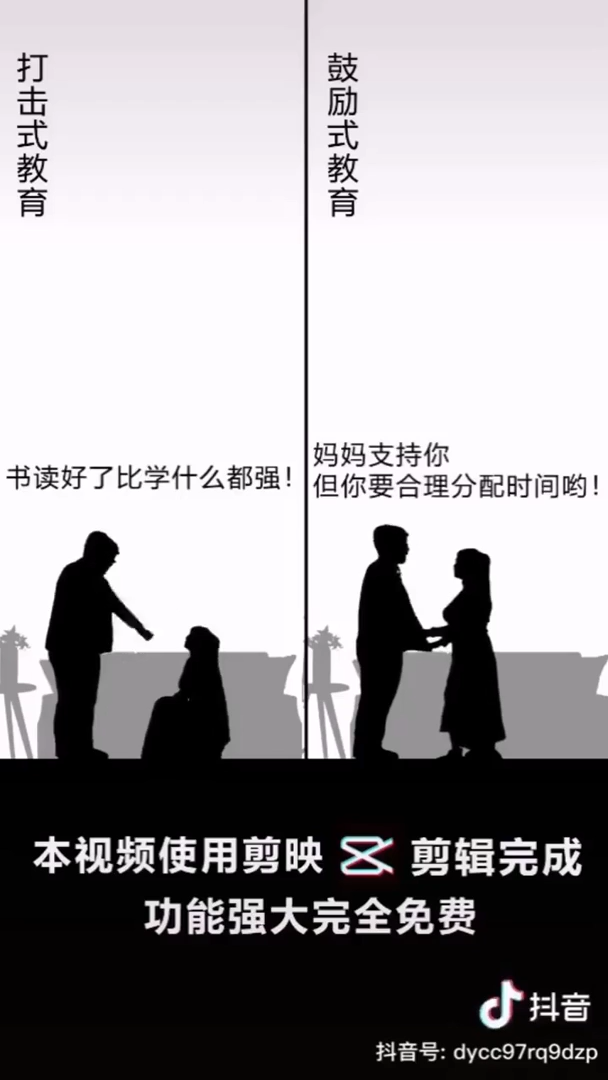 打击式教育
鼓励式教育
书读好了比学什么都强！
妈妈支持你
但你要合理分配时间哟！
本视频使用剪映 剪辑完成
功能强大完全免费
抖音
抖音号: dycc97rq9dzp